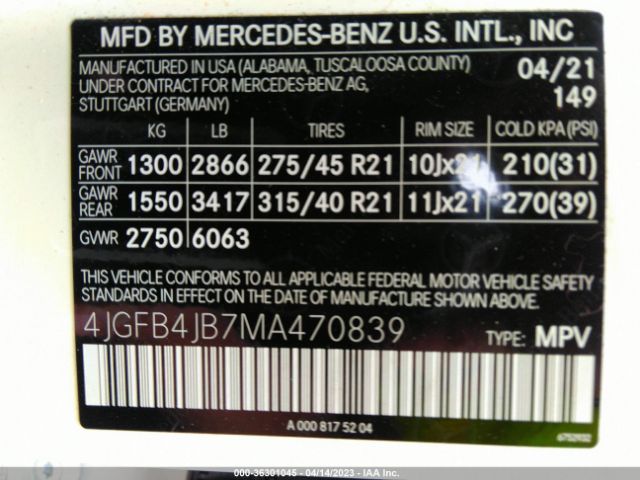 MFD BY MERCEDES-BENZ U.S. INTL., INC
MANUFACTURED IN USA (ALABAMA, TUSCALOOSA COUNTY) 04/21
UNDER CONTRACT FOR MERCEDES-BENZ AG, 149
STUTTGART (GERMANY)
KG LB TIRES RIM SIZE COLD KPA(PSI)
GAWR FRONT 1300 2866 275/45 R21 10Jx21 210(31)
GAWR REAR 1550 3417 315/40 R21 11Jx21 270(39)
GVWR 2750 6063
THIS VEHICLE CONFORMS TO ALL APPLICABLE FEDERAL MOTOR VEHICLE SAFETY
STANDARDS IN EFFECT ON THE DATE OF MANUFACTURE SHOWN ABOVE.
4JGFB4JB7MA470839 TYPE: MPV
A 000 817 52 04
6752932
000-36301045 - 04/14/2023 - IAA Inc.